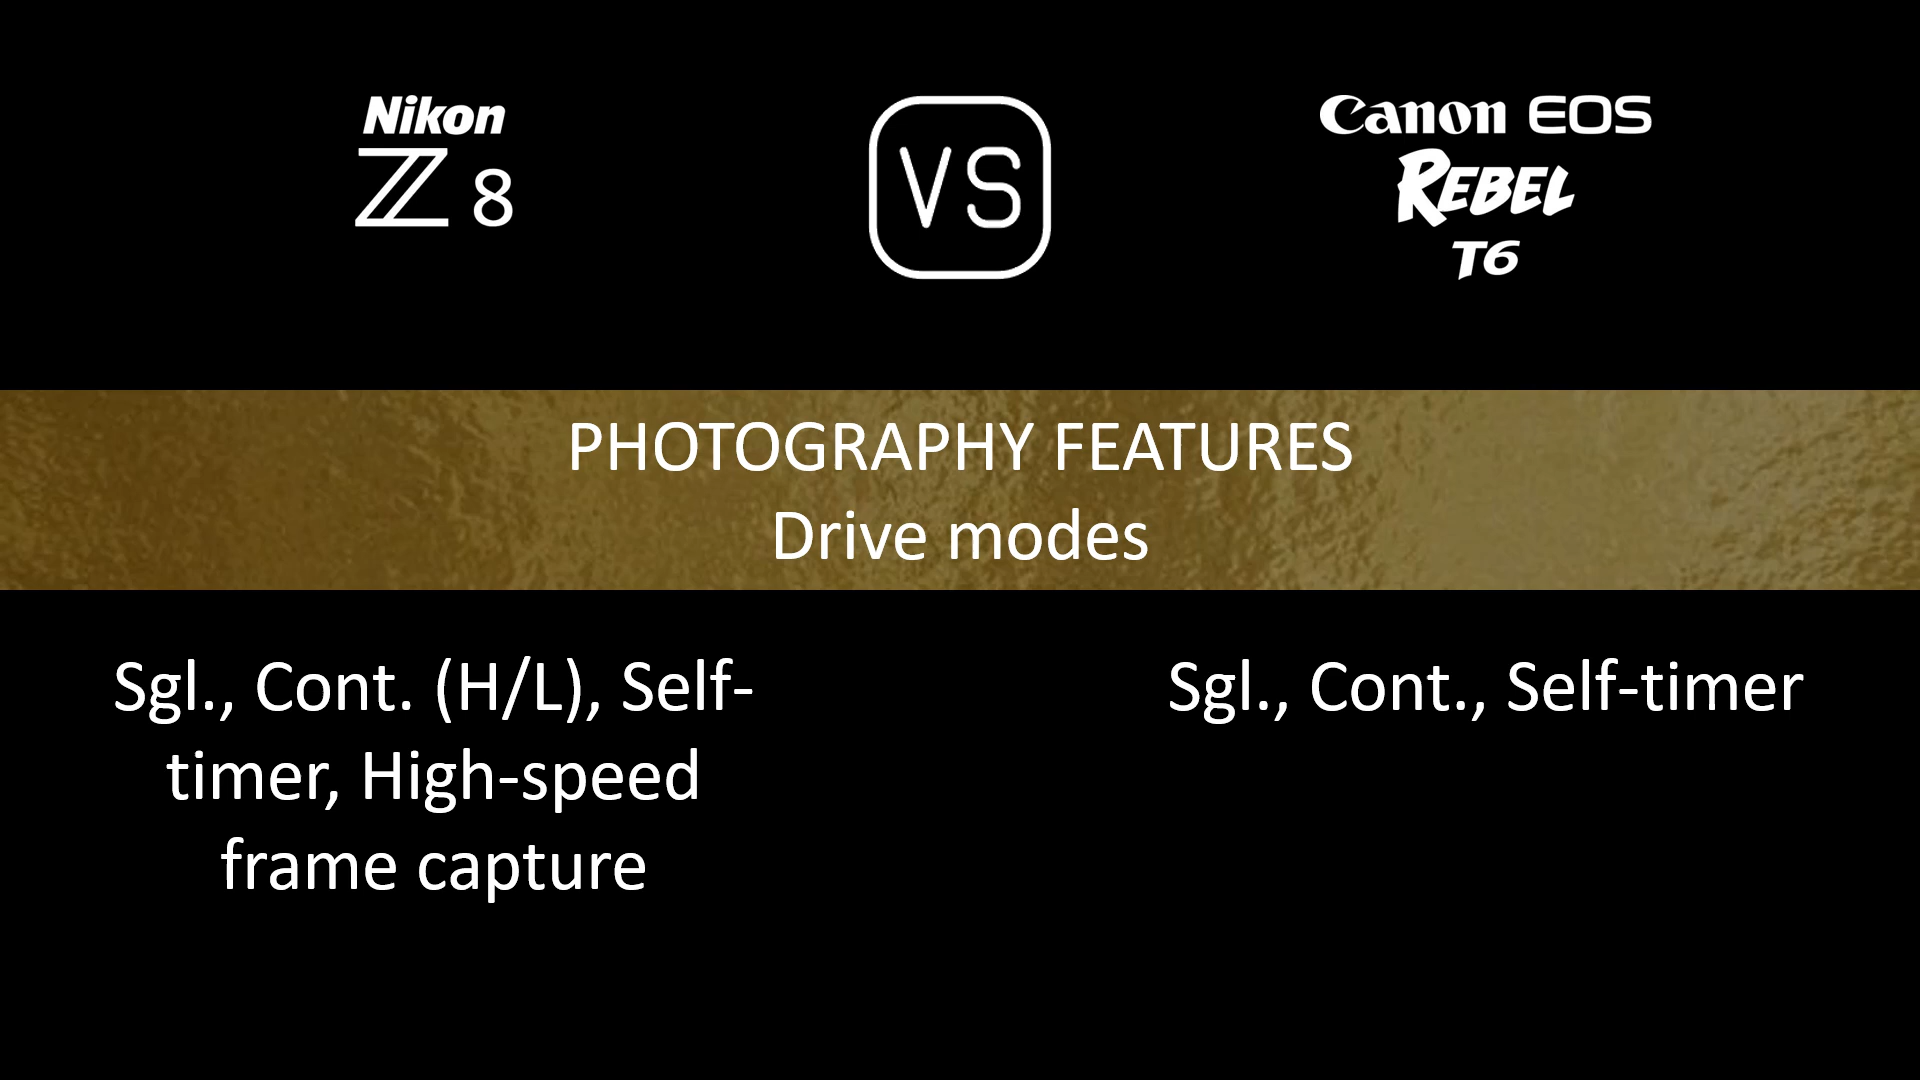 Nikon
Z 8
VS
Canon EOS
REBEL
T6
PHOTOGRAPHY FEATURES
Drive modes
Sgl., Cont. (H/L), Self-
timer, High-speed
frame capture
Sgl., Cont., Self-timer